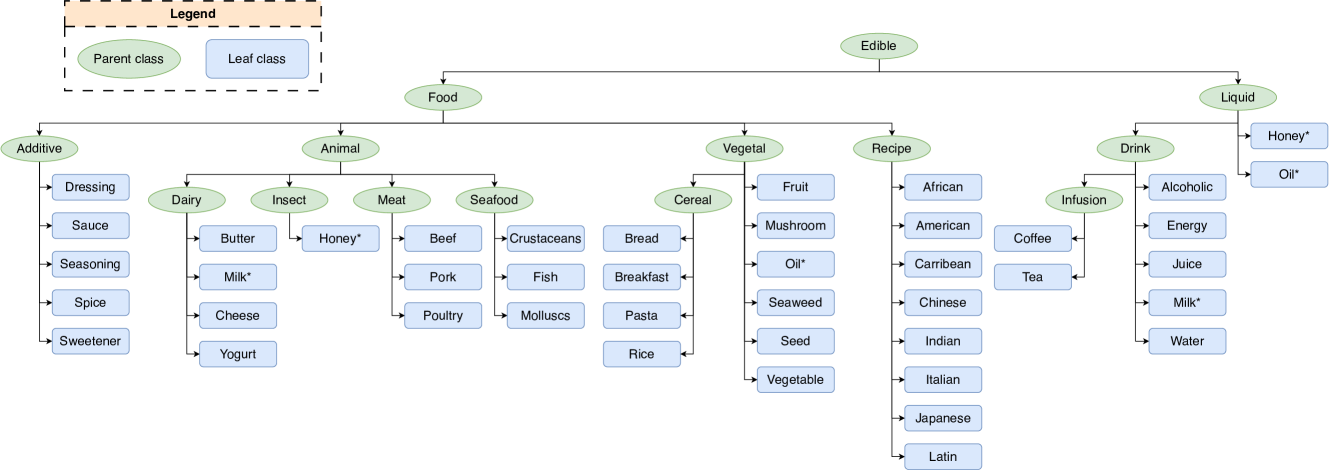 Legend
Parent class
Leaf class
Edible
Food
Liquid
Additive
Animal
Vegetal
Recipe
Drink
Honey*
Oil*
Dressing
Sauce
Seasoning
Spice
Sweetener
Dairy
Insect
Meat
Seafood
Butter
Milk*
Cheese
Yogurt
Honey*
Beef
Pork
Poultry
Crustaceans
Fish
Molluscs
Cereal
Bread
Breakfast
Pasta
Rice
Fruit
Mushroom
Oil*
Seaweed
Seed
Vegetable
African
American
Carribean
Chinese
Indian
Italian
Japanese
Latin
Infusion
Coffee
Tea
Alcoholic
Energy
Juice
Milk*
Water